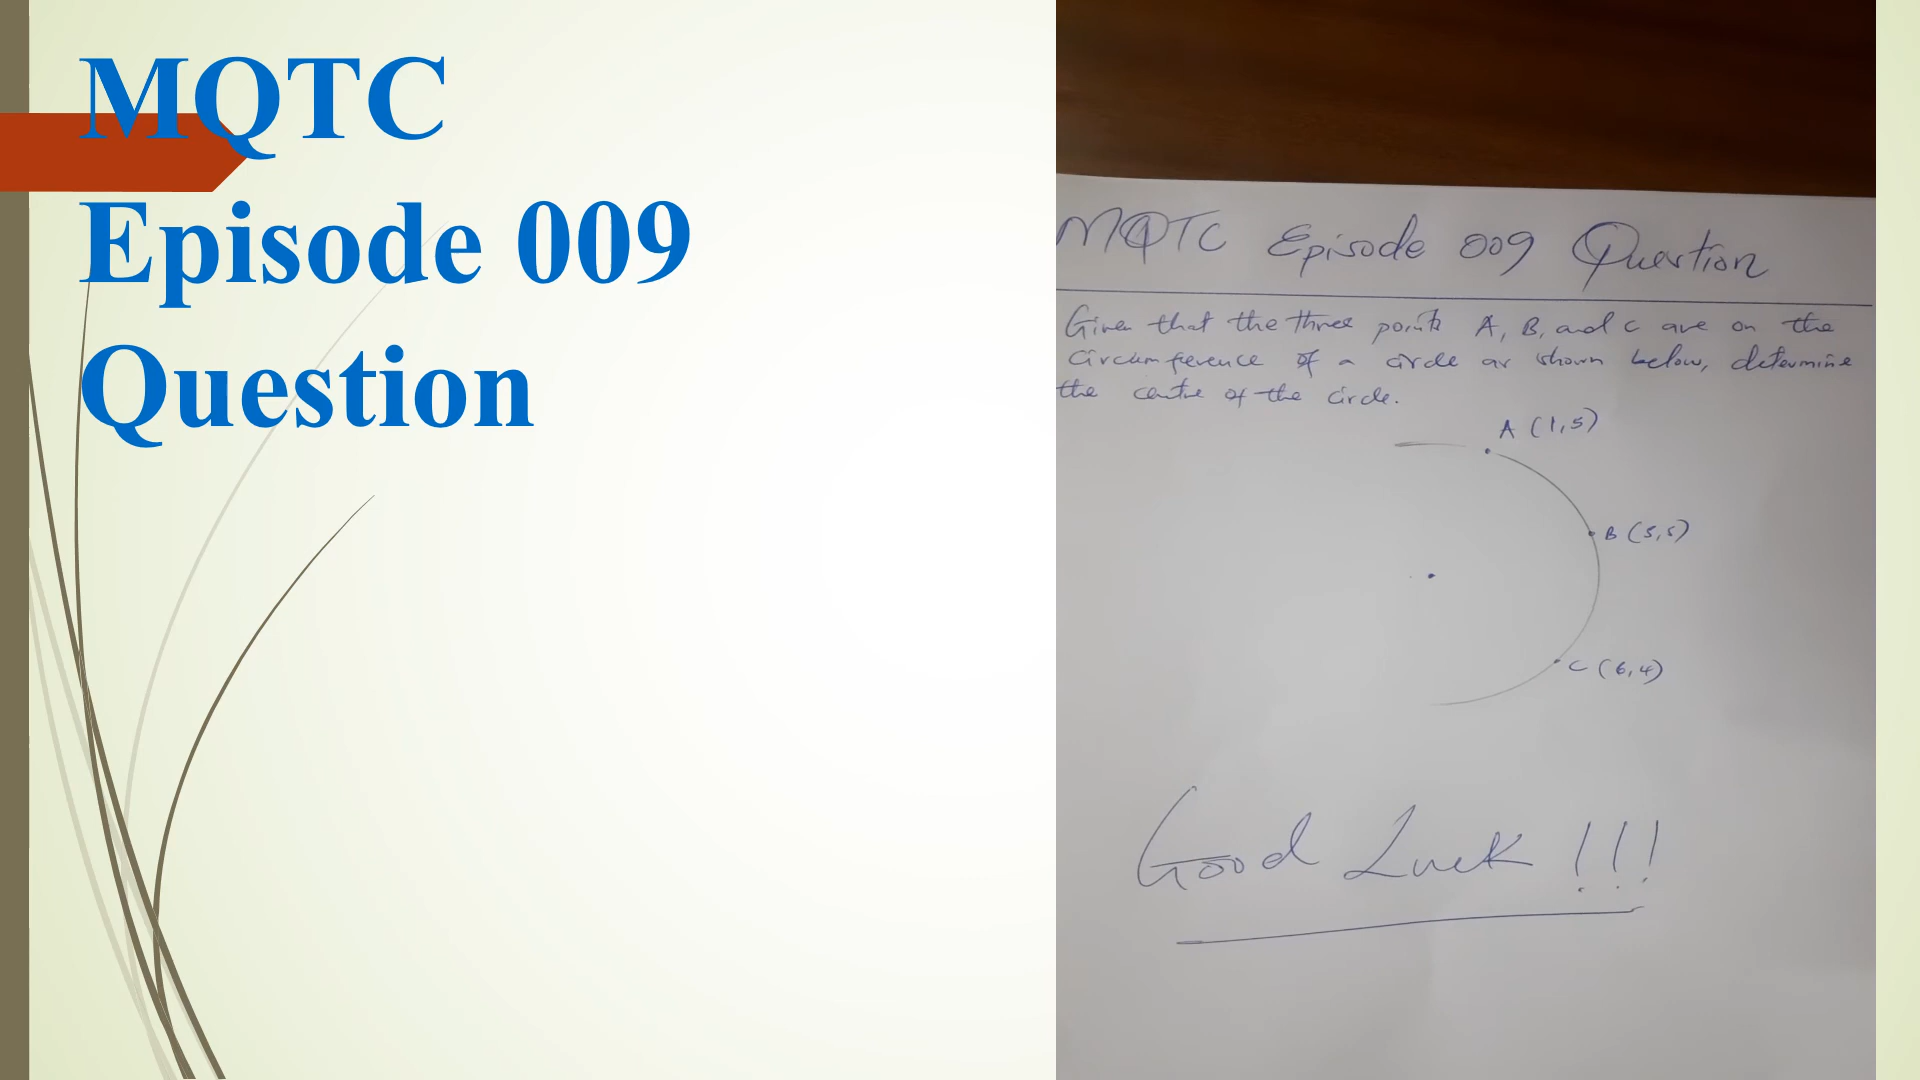 MQTC
Episode 009
Question
MQTC Episode 009 Question
Given that the three points A, B, and C are on the
circumference of a circle as shown below, determine
the centre of the circle.
A (1,5)
B (5,5)
C (6,4)
Good Luck !!!